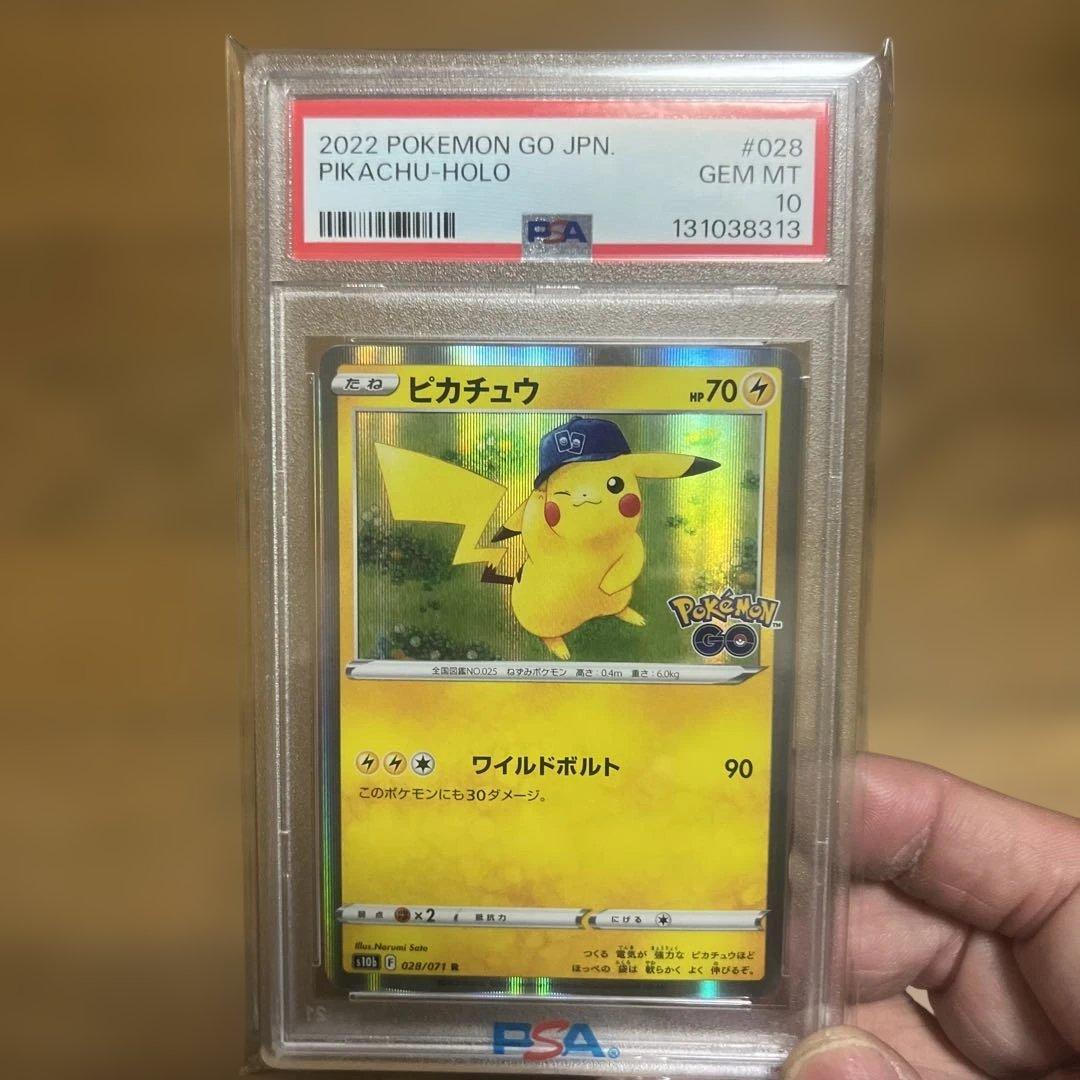 2022 POKEMON GO JPN. #028
PIKACHU-HOLO GEM MT
10
PSA 131038313
たね ピカチュウ HP70
POKéMON™
GO
全国図鑑NO.025 ねずみポケモン 高さ:0.4m 重さ:6.0kg
ワイルドボルト 90
このポケモンにも30ダメージ。
弱点 ×2 抵抗力 にげる
Illus.Narumi Sato
つくる 電気が 強力な ピカチュウほど
s10b F 028/071 R
ほっぺの 袋は 軟らかく よく 伸びるぞ。
PSA®